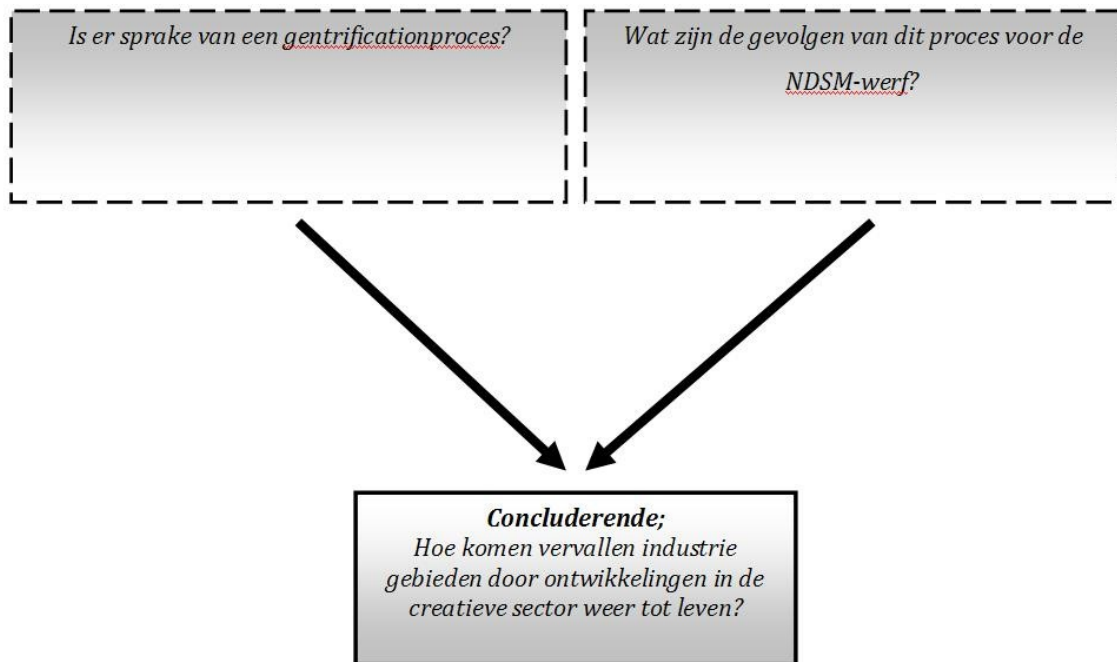 Is er sprake van een gentrificationproces?
Wat zijn de gevolgen van dit proces voor de
NDSM-werf?
Concluderende;
Hoe komen vervallen industrie
gebieden door ontwikkelingen in de
creatieve sector weer tot leven?